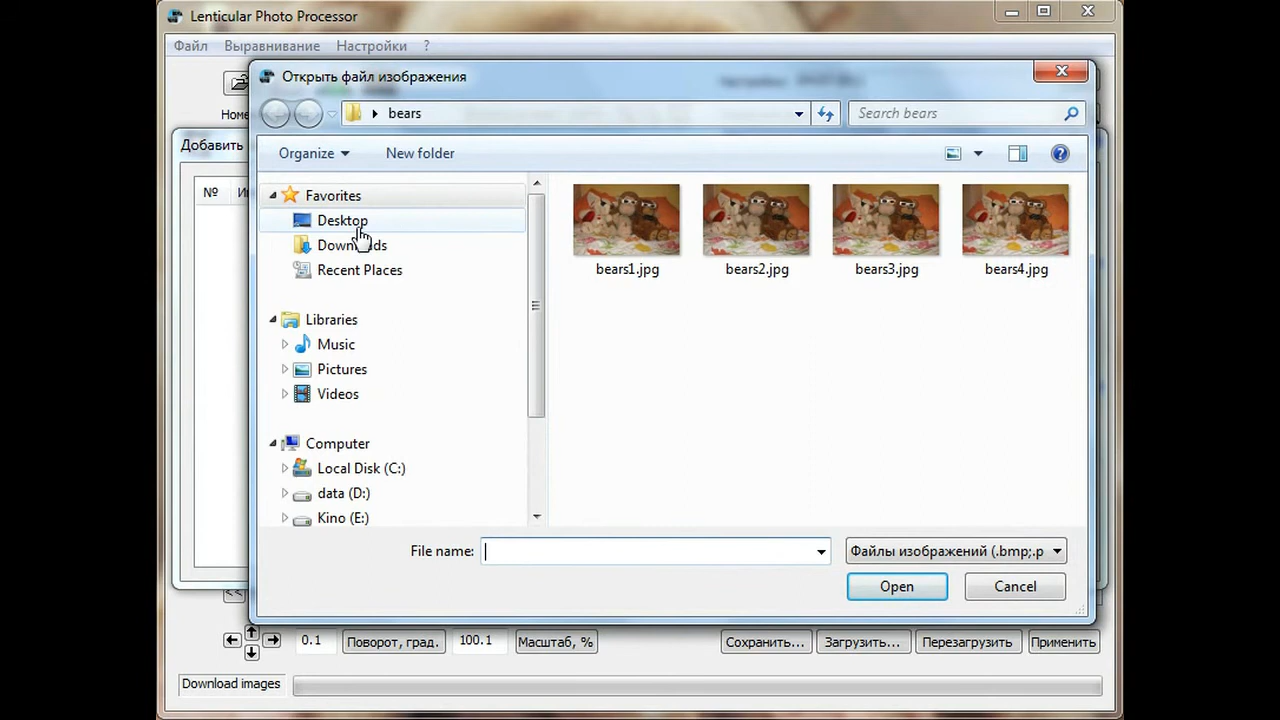 Lenticular Photo Processor
Файл Выравнивание Настройки ?
Открыть файл изображения
bears
Search bears
Добавить
Organize
New folder
№
Favorites
Desktop
Recent Places
Libraries
Music
Pictures
Videos
Computer
Local Disk (C:)
data (D:)
Kino (E:)
bears1.jpg
bears2.jpg
bears3.jpg
bears4.jpg
File name:
Файлы изображений (.bmp;.p
Open
Cancel
<<
0.1 Поворот, град. 100.1 Масштаб, % Сохранить... Загрузить... Перезагрузить Применить
Download images